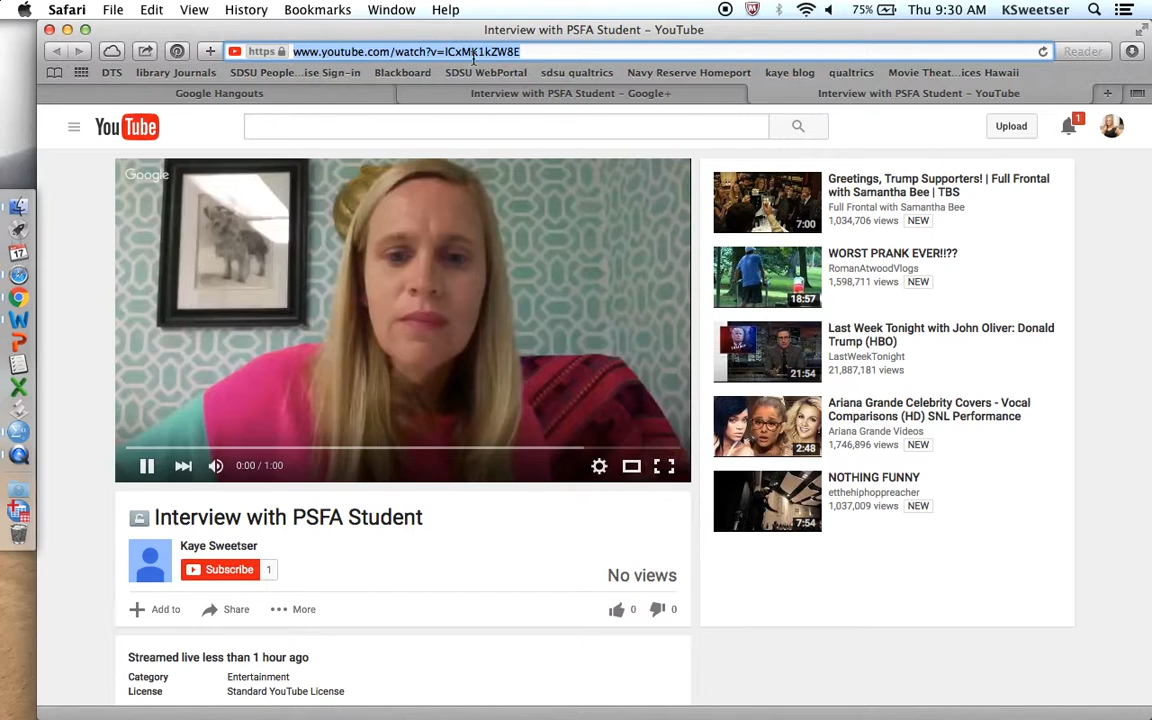 Safari File Edit View History Bookmarks Window Help 75% Thu 9:30 AM KSweetser
Interview with PSFA Student – YouTube
https www.youtube.com/watch?v=ICxMK1kZW8E Reader
DTS library Journals SDSU People...ise Sign-in Blackboard SDSU WebPortal sdsu qualtrics Navy Reserve Homeport kaye blog qualtrics Movie Theat...ices Hawaii
Google Hangouts Interview with PSFA Student – Google+ Interview with PSFA Student – YouTube
YouTube Upload 1
Google
Greetings, Trump Supporters! | Full Frontal
with Samantha Bee | TBS
Full Frontal with Samantha Bee
1,034,706 views NEW
7:00
WORST PRANK EVER!!??
RomanAtwoodVlogs
1,598,711 views NEW
18:57
Last Week Tonight with John Oliver: Donald
Trump (HBO)
LastWeekTonight
21,887,181 views
21:54
Ariana Grande Celebrity Covers - Vocal
Comparisons (HD) SNL Performance
Ariana Grande Videos
1,746,896 views NEW
2:48
NOTHING FUNNY
etthehiphoppreacher
1,037,009 views NEW
7:54
0:00 / 1:00
Interview with PSFA Student
Kaye Sweetser
Subscribe 1
No views
Add to Share More 0 0
Streamed live less than 1 hour ago
Category Entertainment
License Standard YouTube License
17